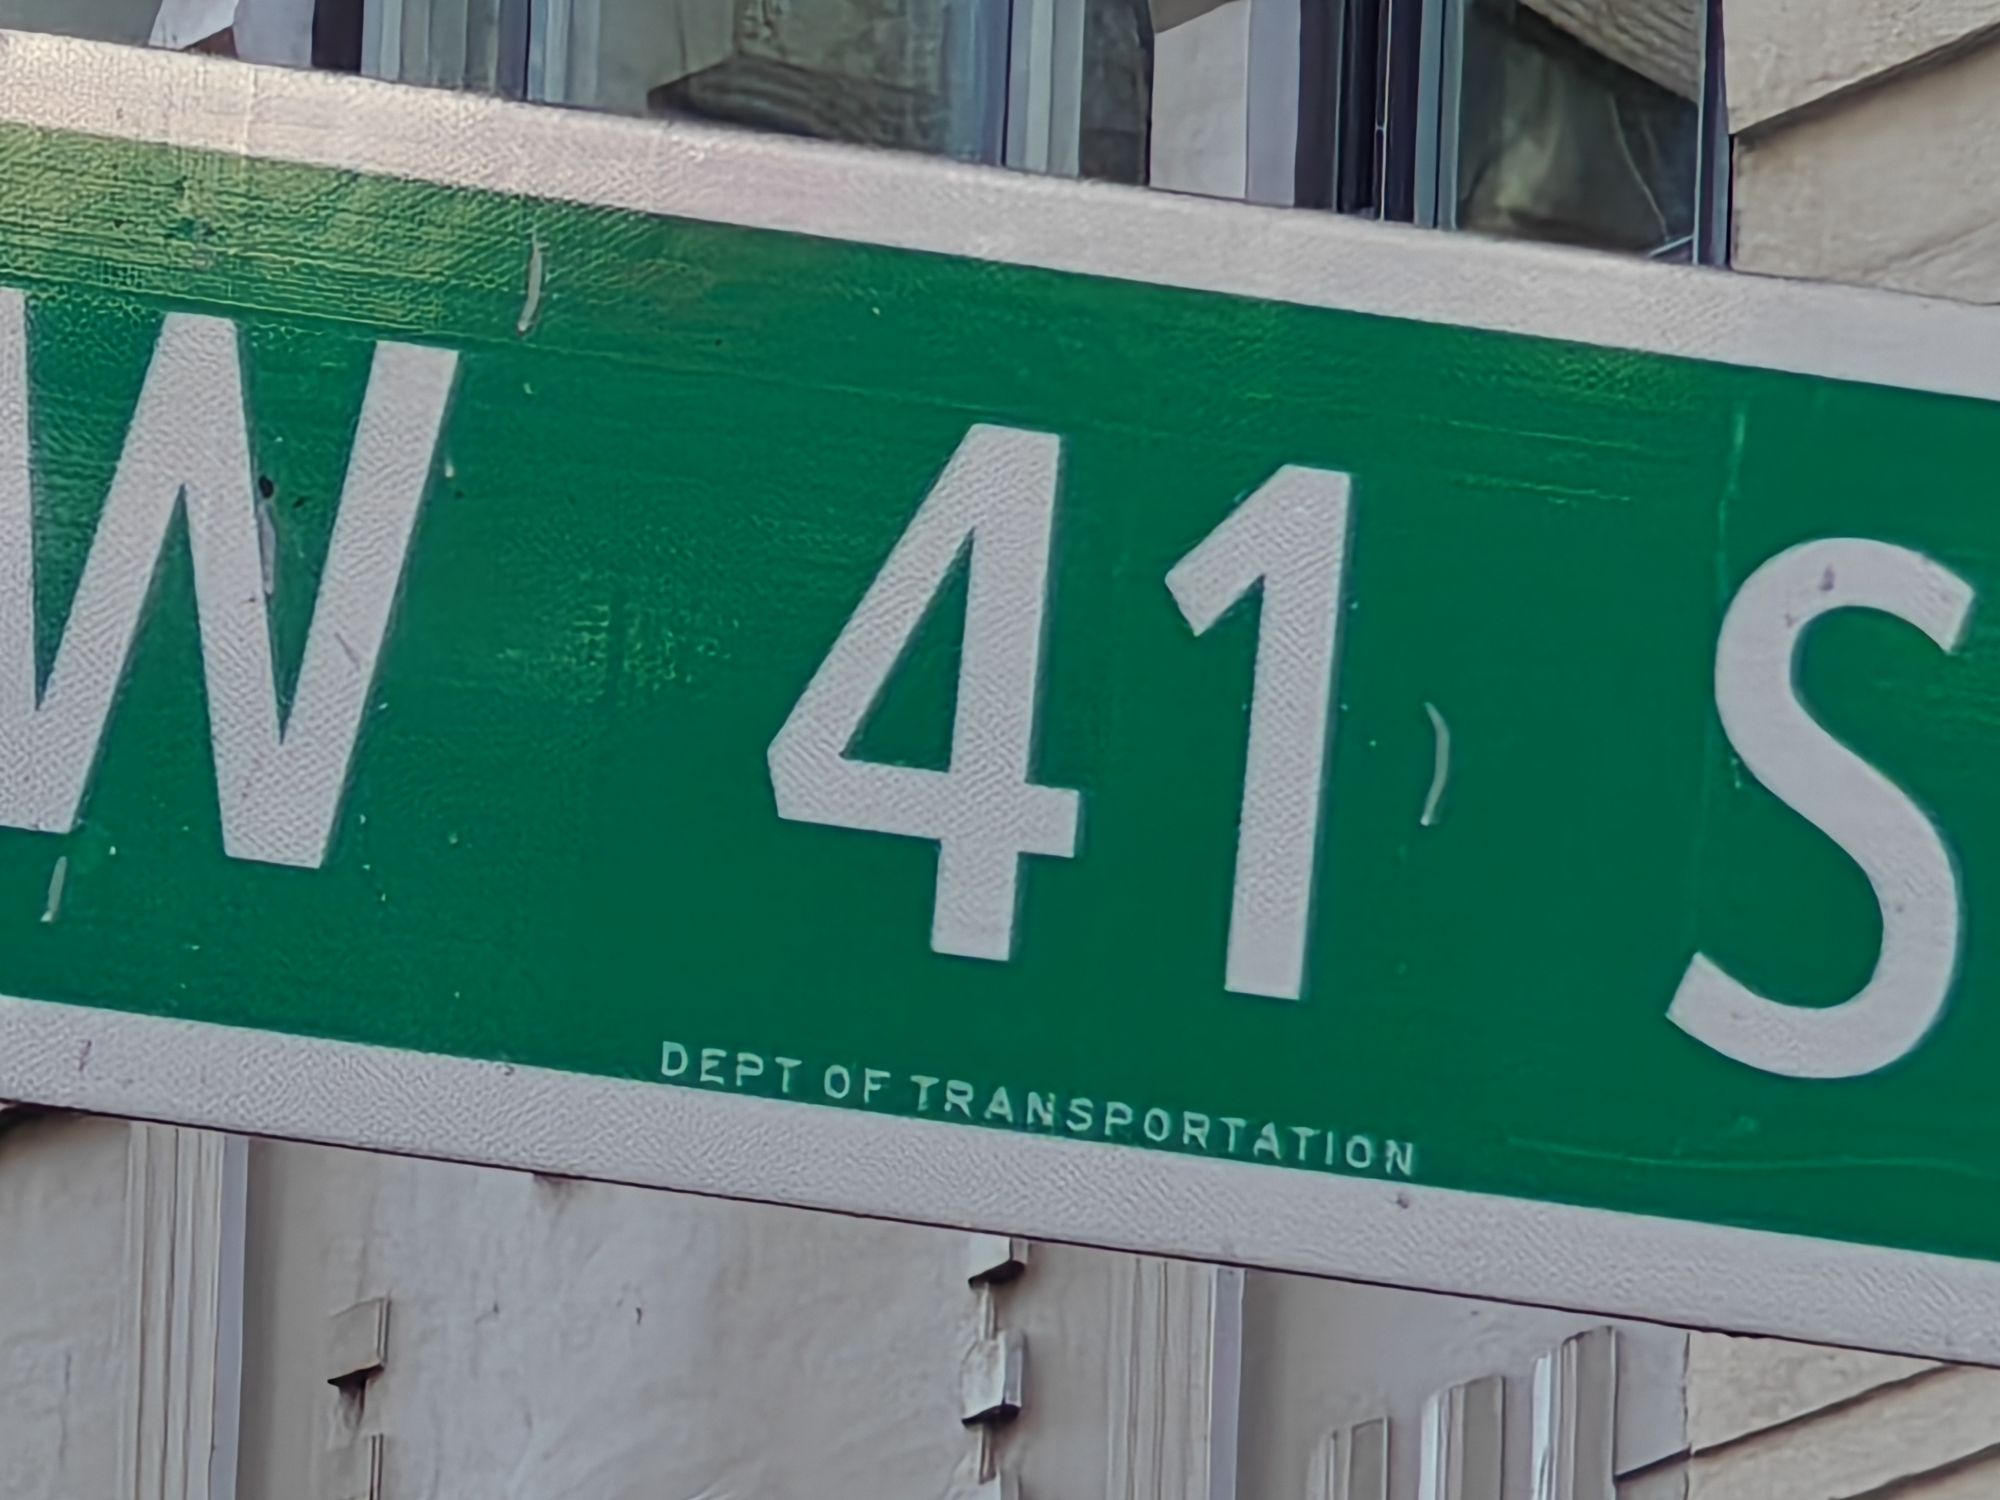 W 41 S
DEPT OF TRANSPORTATION